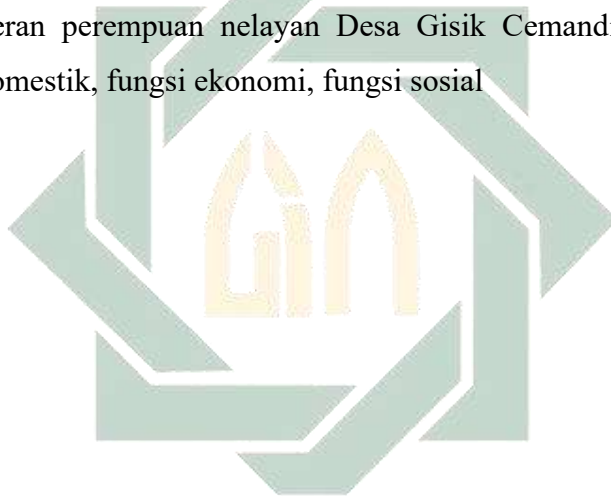 eran perempuan nelayan Desa Gisik Cemandi
omestik, fungsi ekonomi, fungsi sosial